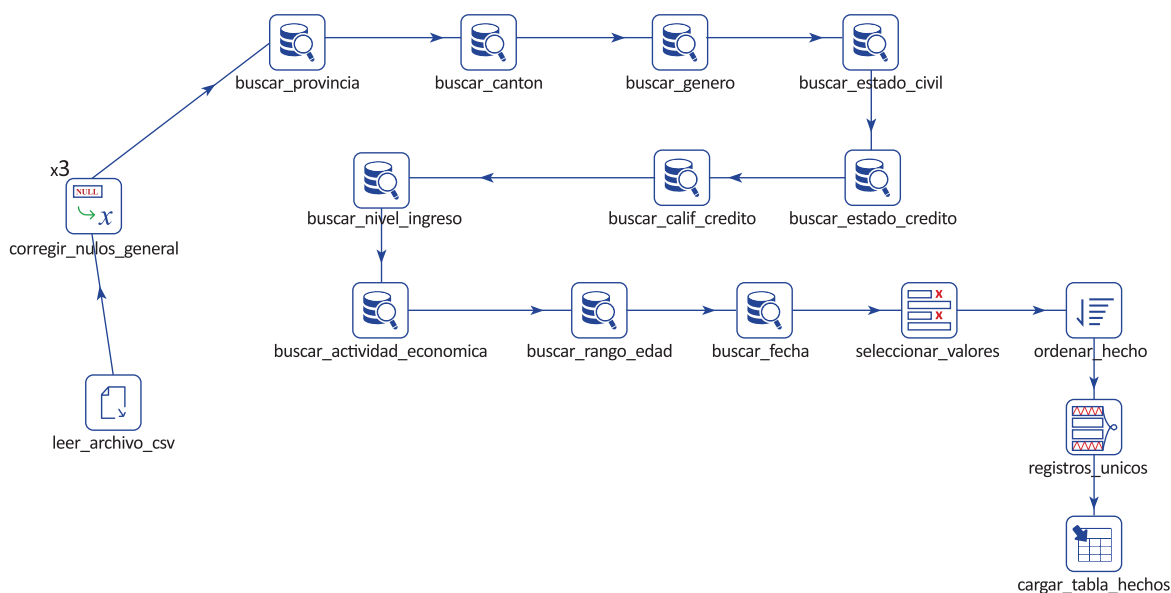 buscar_provincia
buscar_canton
buscar_genero
buscar_estado_civil
x3
NULL
x
corregir_nulos_general
buscar_nivel_ingreso
buscar_calif_credito
buscar_estado_credito
buscar_actividad_economica
buscar_rango_edad
buscar_fecha
x
x
seleccionar_valores
ordenar_hecho
leer_archivo_csv
registros_unicos
cargar_tabla_hechos